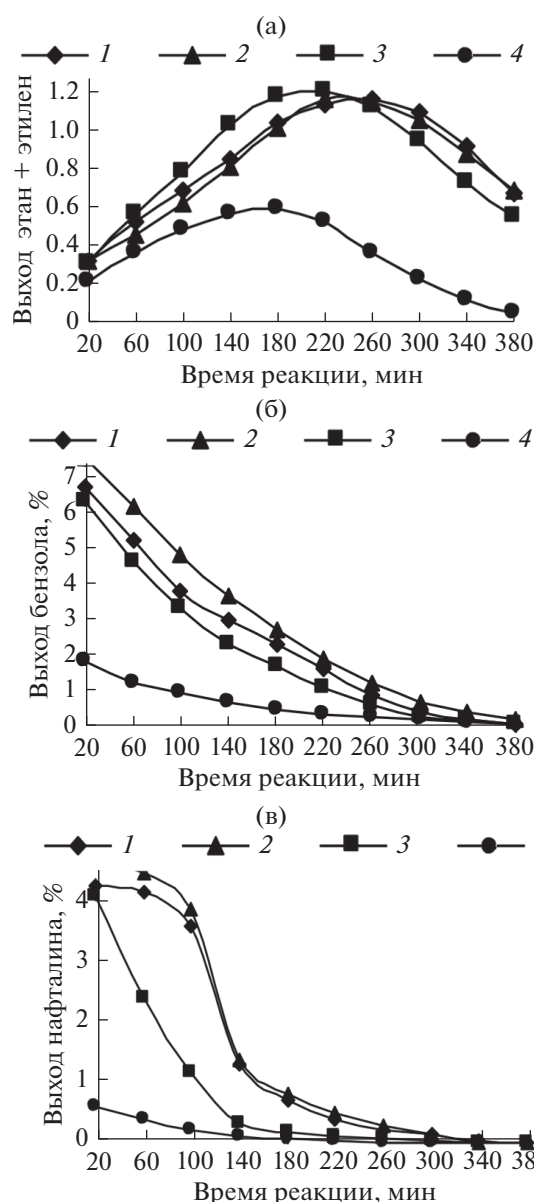 (а)
1 2 3 4
Выход этан + этилен
1.2
1.0
0.8
0.6
0.4
0.2
0
20 60 100 140 180 220 260 300 340 380
Время реакции, мин
(б)
1 2 3 4
Выход бензола, %
7
6
5
4
3
2
1
0
20 60 100 140 180 220 260 300 340 380
Время реакции, мин
(в)
1 2 3
Выход нафталина, %
4
3
2
1
0
20 60 100 140 180 220 260 300 340 380
Время реакции, мин